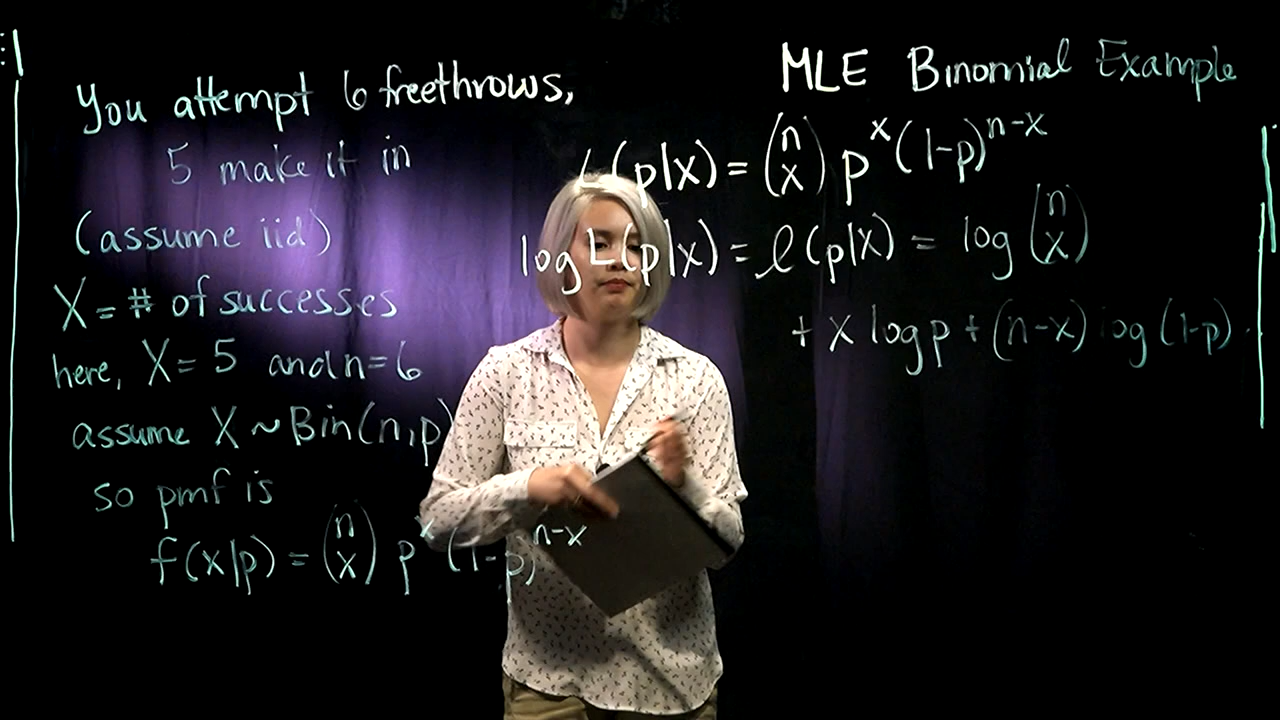 You attempt 6 freethrows,
5 make it in
(assume iid)
X = # of successes
here, X = 5 and n = 6
assume X ~ Bin(n,p)
so pmf is
f(x|p) = (n x) p^x (1-p)^n-x
MLE Binomial Example
L(p|x) = (n x) p^x (1-p)^n-x
log L(p|x) = l(p|x) = log (n x)
+ x log p + (n-x) log (1-p)